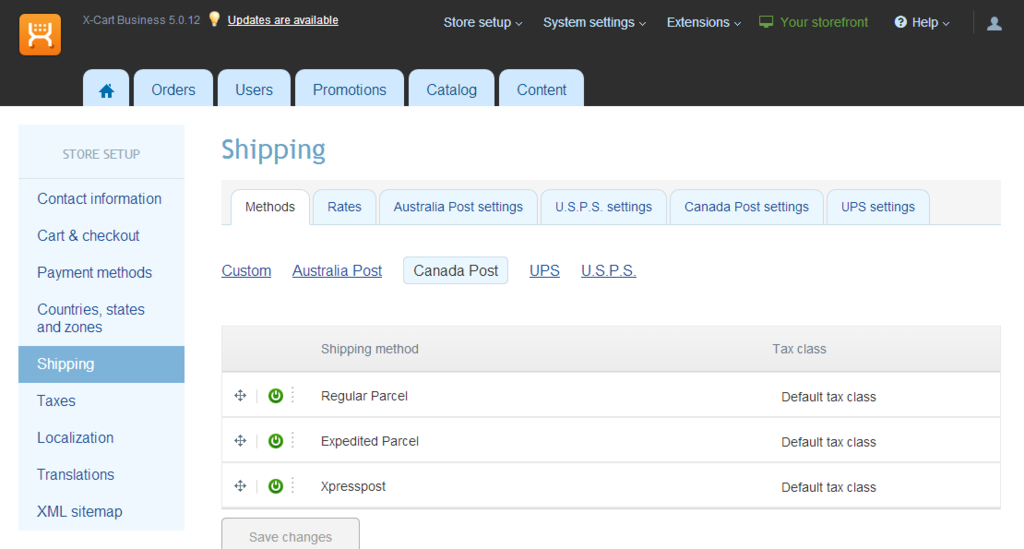 X-Cart Business 5.0.12 Updates are available Store setup System settings Extensions Your storefront Help
Orders Users Promotions Catalog Content
STORE SETUP
Contact information
Cart & checkout
Payment methods
Countries, states
and zones
Shipping
Taxes
Localization
Translations
XML sitemap
Shipping
Methods Rates Australia Post settings U.S.P.S. settings Canada Post settings UPS settings
Custom Australia Post Canada Post UPS U.S.P.S.
Shipping method Tax class
Regular Parcel Default tax class
Expedited Parcel Default tax class
Xpresspost Default tax class
Save changes